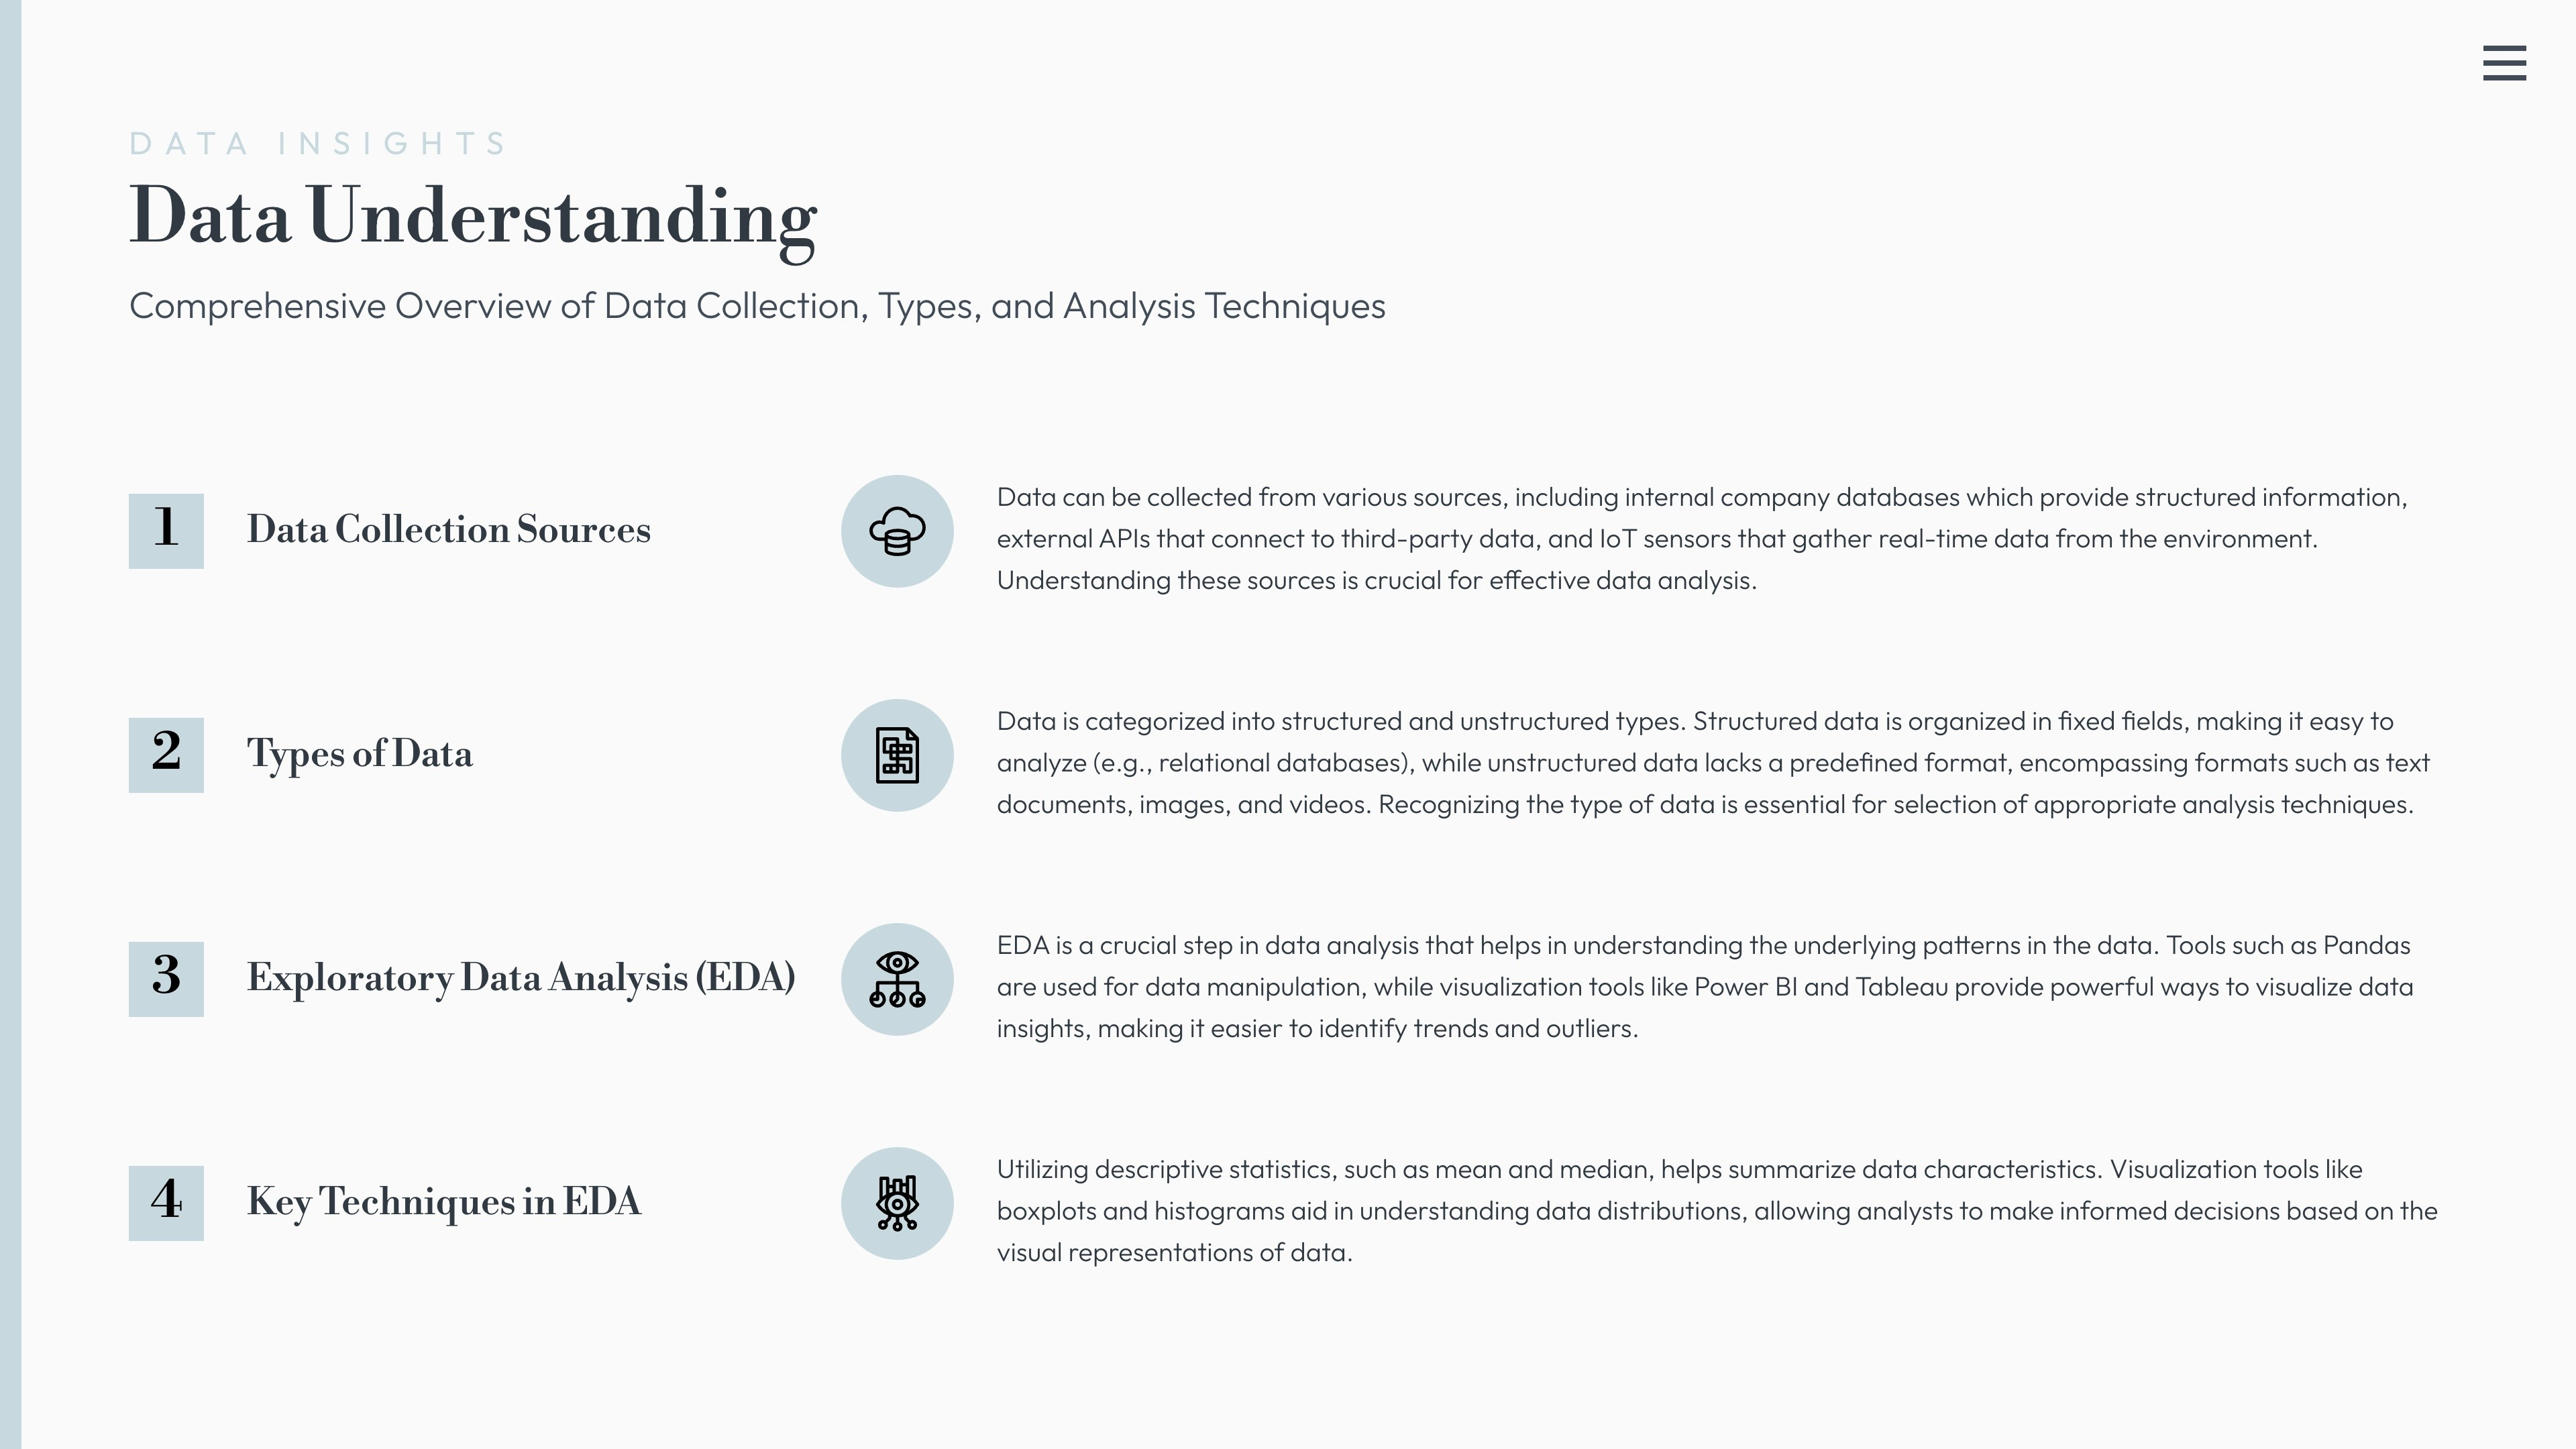 DATA INSIGHTS
Data Understanding
Comprehensive Overview of Data Collection, Types, and Analysis Techniques
1
Data Collection Sources
Data can be collected from various sources, including internal company databases which provide structured information,
external APIs that connect to third-party data, and IoT sensors that gather real-time data from the environment.
Understanding these sources is crucial for effective data analysis.
2
Types of Data
Data is categorized into structured and unstructured types. Structured data is organized in fixed fields, making it easy to
analyze (e.g., relational databases), while unstructured data lacks a predefined format, encompassing formats such as text
documents, images, and videos. Recognizing the type of data is essential for selection of appropriate analysis techniques.
3
Exploratory Data Analysis (EDA)
EDA is a crucial step in data analysis that helps in understanding the underlying patterns in the data. Tools such as Pandas
are used for data manipulation, while visualization tools like Power BI and Tableau provide powerful ways to visualize data
insights, making it easier to identify trends and outliers.
4
Key Techniques in EDA
Utilizing descriptive statistics, such as mean and median, helps summarize data characteristics. Visualization tools like
boxplots and histograms aid in understanding data distributions, allowing analysts to make informed decisions based on the
visual representations of data.